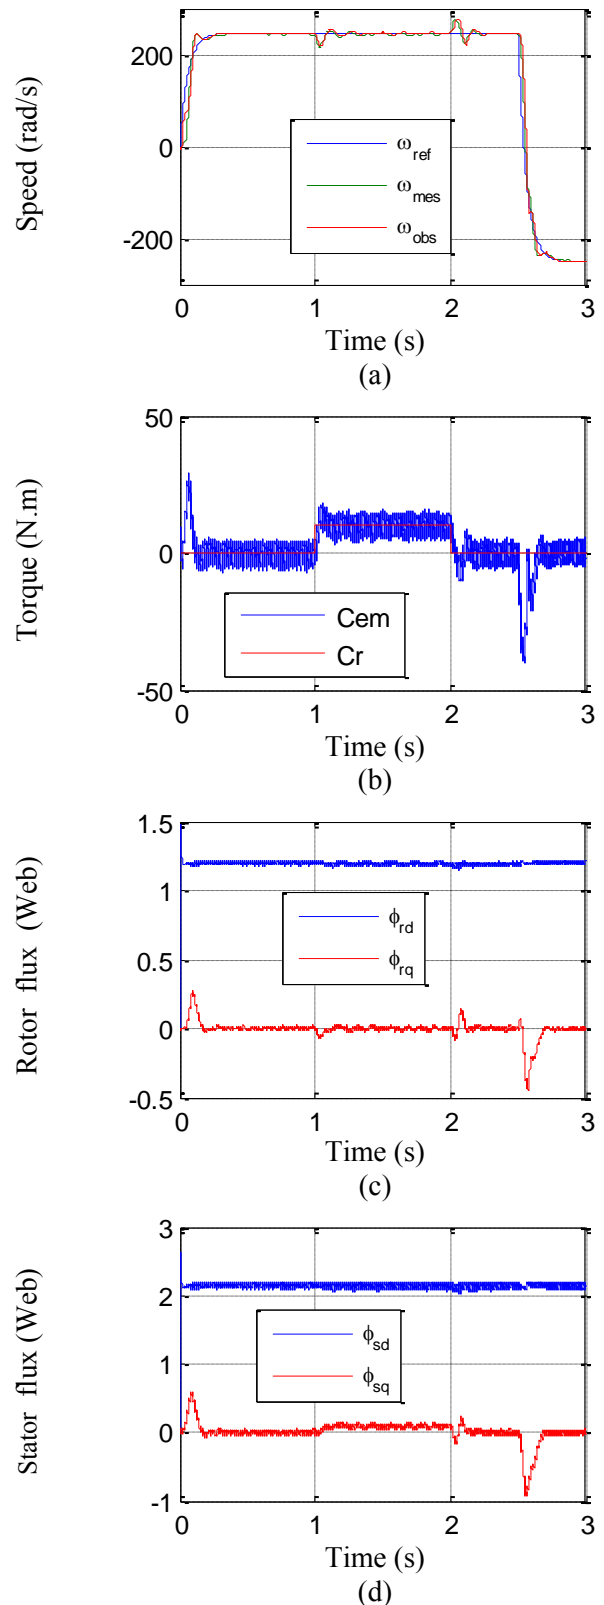 Speed (rad/s)
200
0
-200
ω_ref
ω_mes
ω_obs
0 1 2 3
Time (s)
(a)
Torque (N.m)
50
0
-50
Cem
Cr
0 1 2 3
Time (s)
(b)
Rotor flux (Web)
1.5
1
0.5
0
-0.5
ϕ_rd
ϕ_rq
0 1 2 3
Time (s)
(c)
Stator flux (Web)
3
2
1
0
-1
ϕ_sd
ϕ_sq
0 1 2 3
Time (s)
(d)